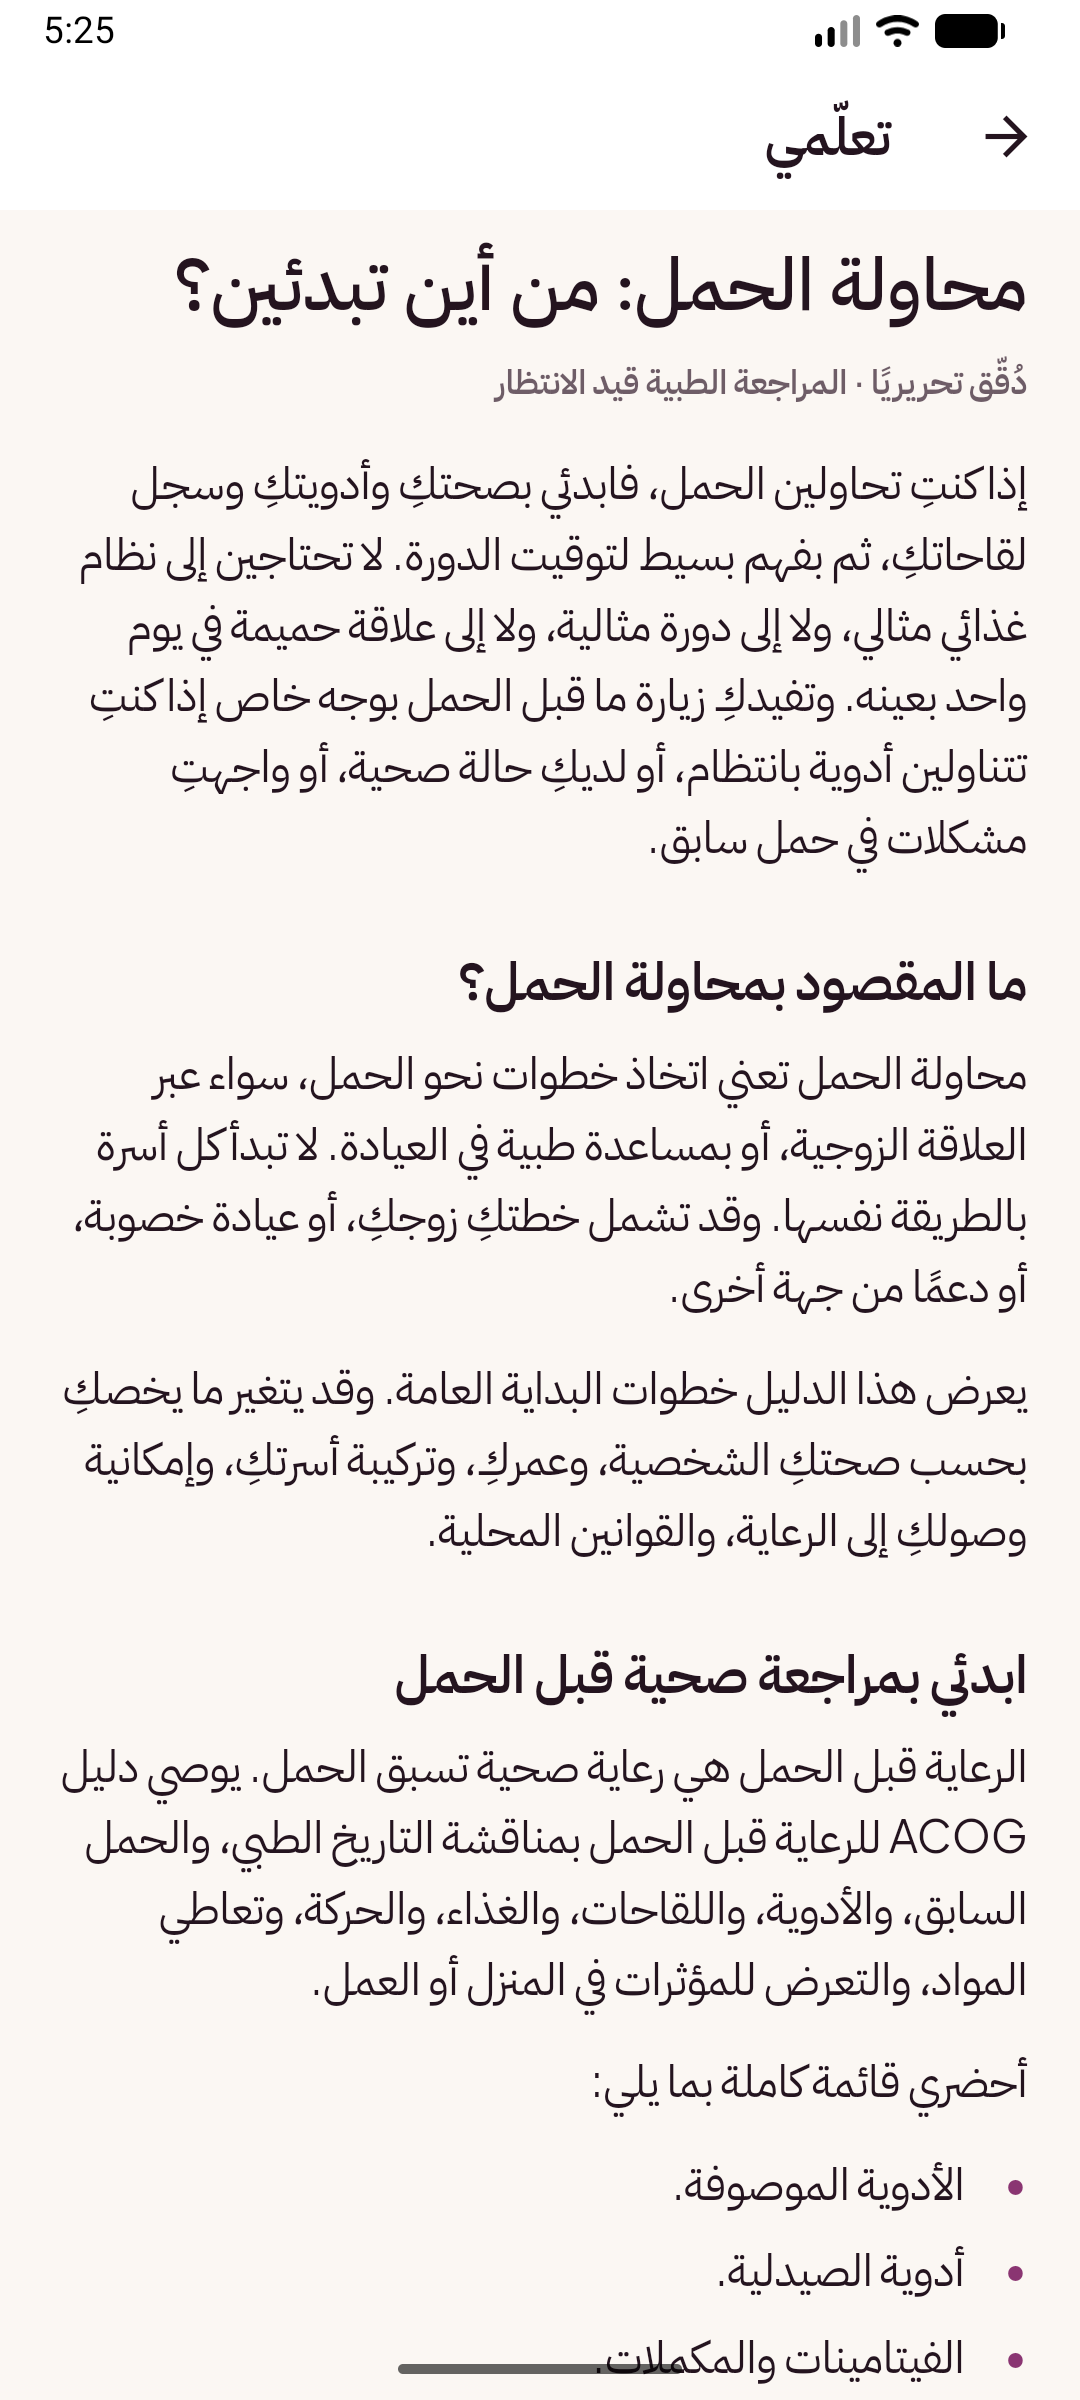 5:25
تعلّمي
محاولة الحمل: من أين تبدئين؟
دُقّق تحريريًا · المراجعة الطبية قيد الانتظار
إذا كنتِ تحاولين الحمل، فابدئي بصحتكِ وأدويتكِ وسجل
لقاحاتكِ، ثم بفهم بسيط لتوقيت الدورة. لا تحتاجين إلى نظام
غذائي مثالي، ولا إلى دورة مثالية، ولا إلى علاقة حميمة في يوم
واحد بعينه. وتفيدكِ زيارة ما قبل الحمل بوجه خاص إذا كنتِ
تتناولين أدوية بانتظام، أو لديكِ حالة صحية، أو واجهتِ
مشكلات في حمل سابق.
ما المقصود بمحاولة الحمل؟
محاولة الحمل تعني اتخاذ خطوات نحو الحمل، سواء عبر
العلاقة الزوجية، أو بمساعدة طبية في العيادة. لا تبدأ كل أسرة
بالطريقة نفسها. وقد تشمل خطتكِ زوجكِ، أو عيادة خصوبة،
أو دعمًا من جهة أخرى.
يعرض هذا الدليل خطوات البداية العامة. وقد يتغير ما يخصكِ
بحسب صحتكِ الشخصية، وعمركِ، وتركيبة أسرتكِ، وإمكانية
وصولكِ إلى الرعاية، والقوانين المحلية.
ابدئي بمراجعة صحية قبل الحمل
الرعاية قبل الحمل هي رعاية صحية تسبق الحمل. يوصي دليل
ACOG للرعاية قبل الحمل بمناقشة التاريخ الطبي، والحمل
السابق، والأدوية، واللقاحات، والغذاء، والحركة، وتعاطي
المواد، والتعرض للمؤثرات في المنزل أو العمل.
أحضري قائمة كاملة بما يلي:
• الأدوية الموصوفة.
• أدوية الصيدلية.
• الفيتامينات والمكملات.